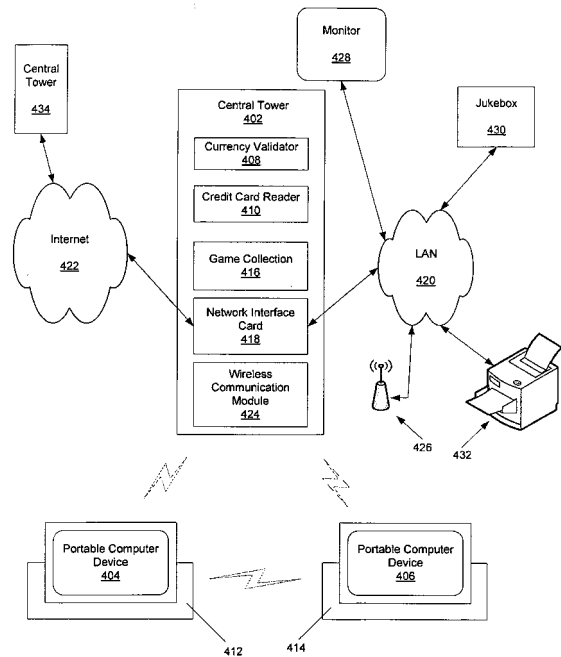 Monitor
428
Central
Tower
434
Central Tower
402
Jukebox
430
Currency Validator
408
Credit Card Reader
410
Internet
422
Game Collection
416
LAN
420
Network Interface
Card
418
Wireless
Communication
Module
424
426
432
Portable Computer
Device
404
Portable Computer
Device
406
412
414